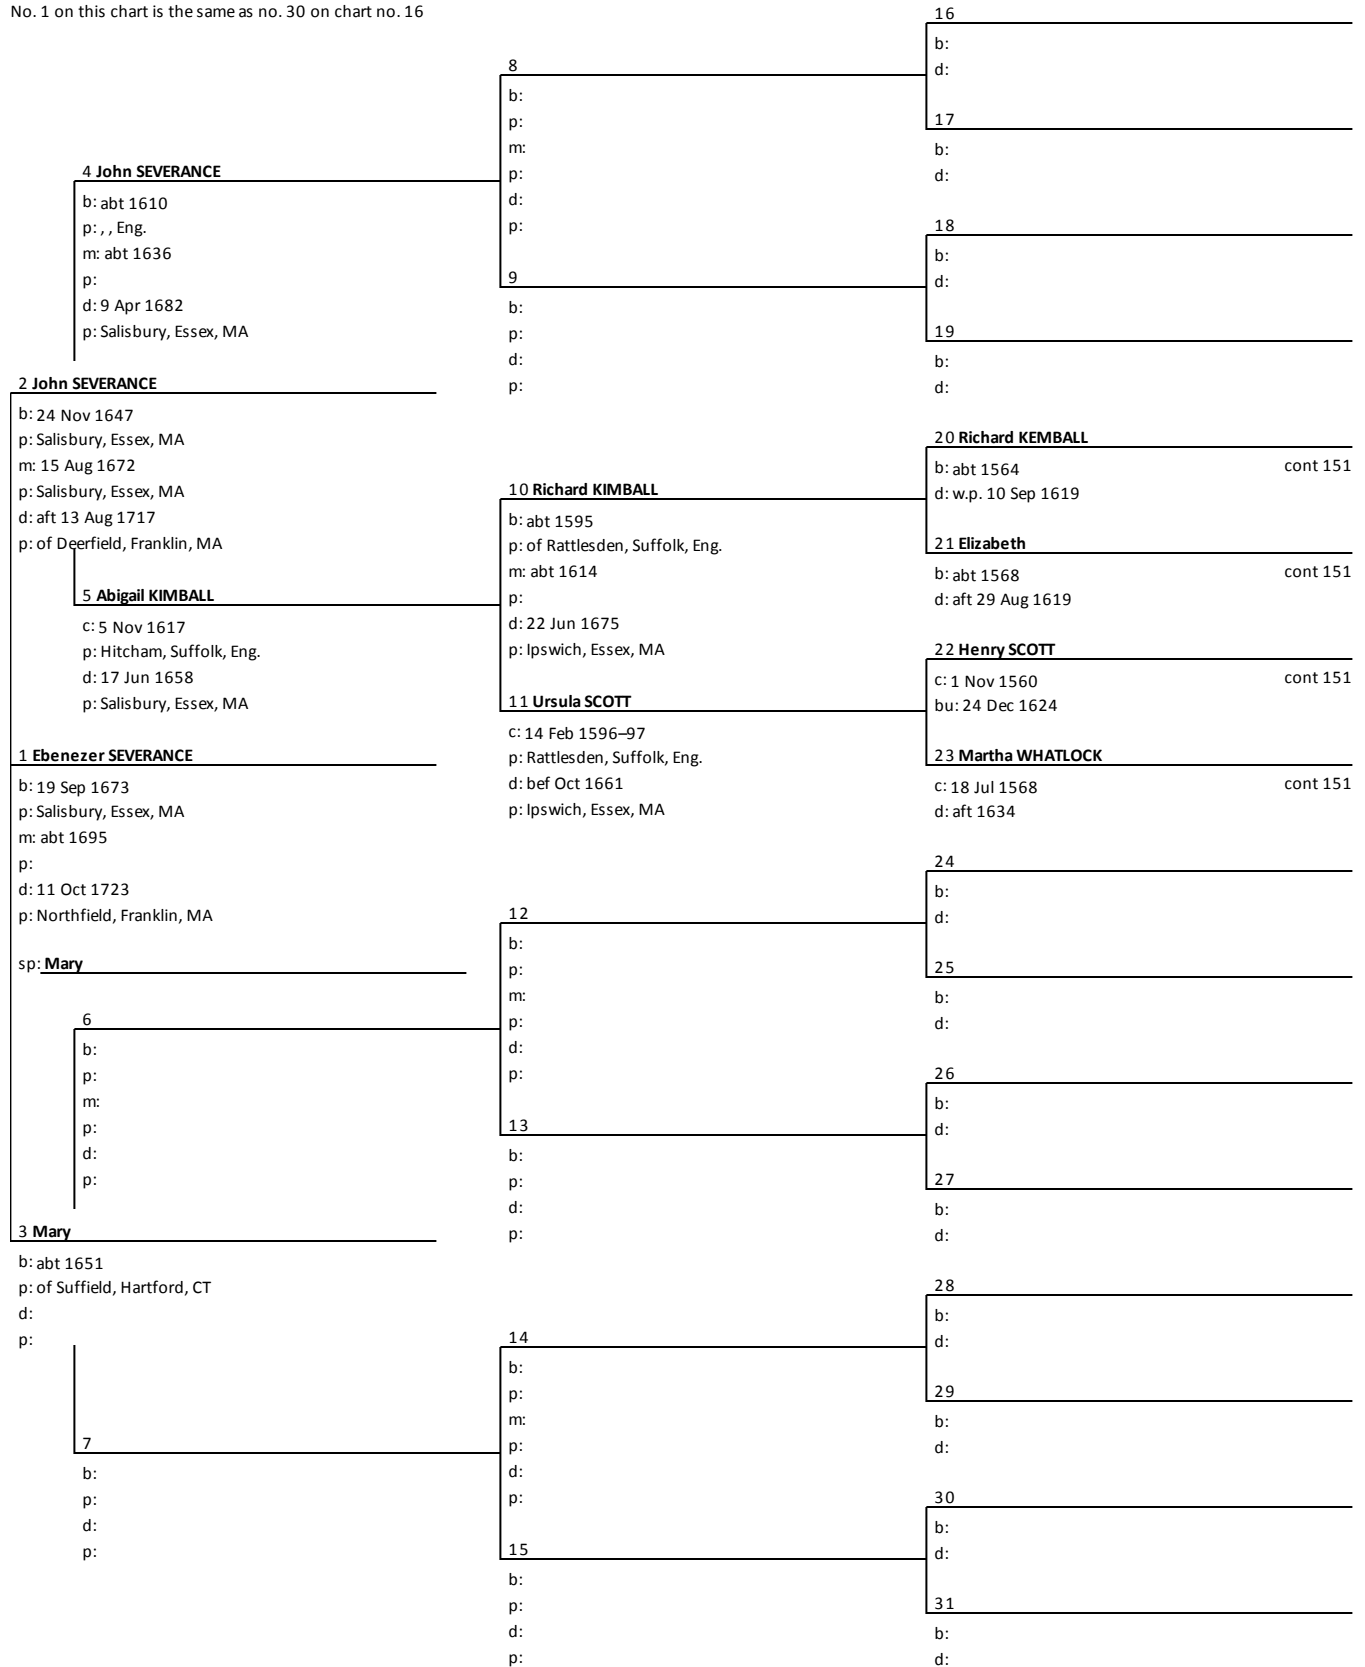 No. 1 on this chart is the same as no. 30 on chart no. 16
16
b:
d:
8
b:
p:
m:
p:
d:
p:
17
b:
d:
4 John SEVERANCE
b: abt 1610
p: , , Eng.
m: abt 1636
p:
d: 9 Apr 1682
p: Salisbury, Essex, MA
18
b:
d:
9
b:
p:
d:
p:
19
b:
d:
2 John SEVERANCE
b: 24 Nov 1647
p: Salisbury, Essex, MA
m: 15 Aug 1672
p: Salisbury, Essex, MA
d: aft 13 Aug 1717
p: of Deerfield, Franklin, MA
20 Richard KEMBALL
b: abt 1564 cont 151
d: w.p. 10 Sep 1619
10 Richard KIMBALL
b: abt 1595
p: of Rattlesden, Suffolk, Eng.
m: abt 1614
p:
d: 22 Jun 1675
p: Ipswich, Essex, MA
21 Elizabeth
b: abt 1568 cont 151
d: aft 29 Aug 1619
5 Abigail KIMBALL
c: 5 Nov 1617
p: Hitcham, Suffolk, Eng.
d: 17 Jun 1658
p: Salisbury, Essex, MA
22 Henry SCOTT
c: 1 Nov 1560 cont 151
bu: 24 Dec 1624
11 Ursula SCOTT
c: 14 Feb 1596–97
p: Rattlesden, Suffolk, Eng.
d: bef Oct 1661
p: Ipswich, Essex, MA
23 Martha WHATLOCK
c: 18 Jul 1568 cont 151
d: aft 1634
1 Ebenezer SEVERANCE
b: 19 Sep 1673
p: Salisbury, Essex, MA
m: abt 1695
p:
d: 11 Oct 1723
p: Northfield, Franklin, MA
sp: Mary
24
b:
d:
12
b:
p:
m:
p:
d:
p:
25
b:
d:
6
b:
p:
m:
p:
d:
p:
26
b:
d:
13
b:
p:
d:
p:
27
b:
d:
3 Mary
b: abt 1651
p: of Suffield, Hartford, CT
d:
p:
28
b:
d:
14
b:
p:
m:
p:
d:
p:
29
b:
d:
7
b:
p:
d:
p:
30
b:
d:
15
b:
p:
d:
p:
31
b:
d: